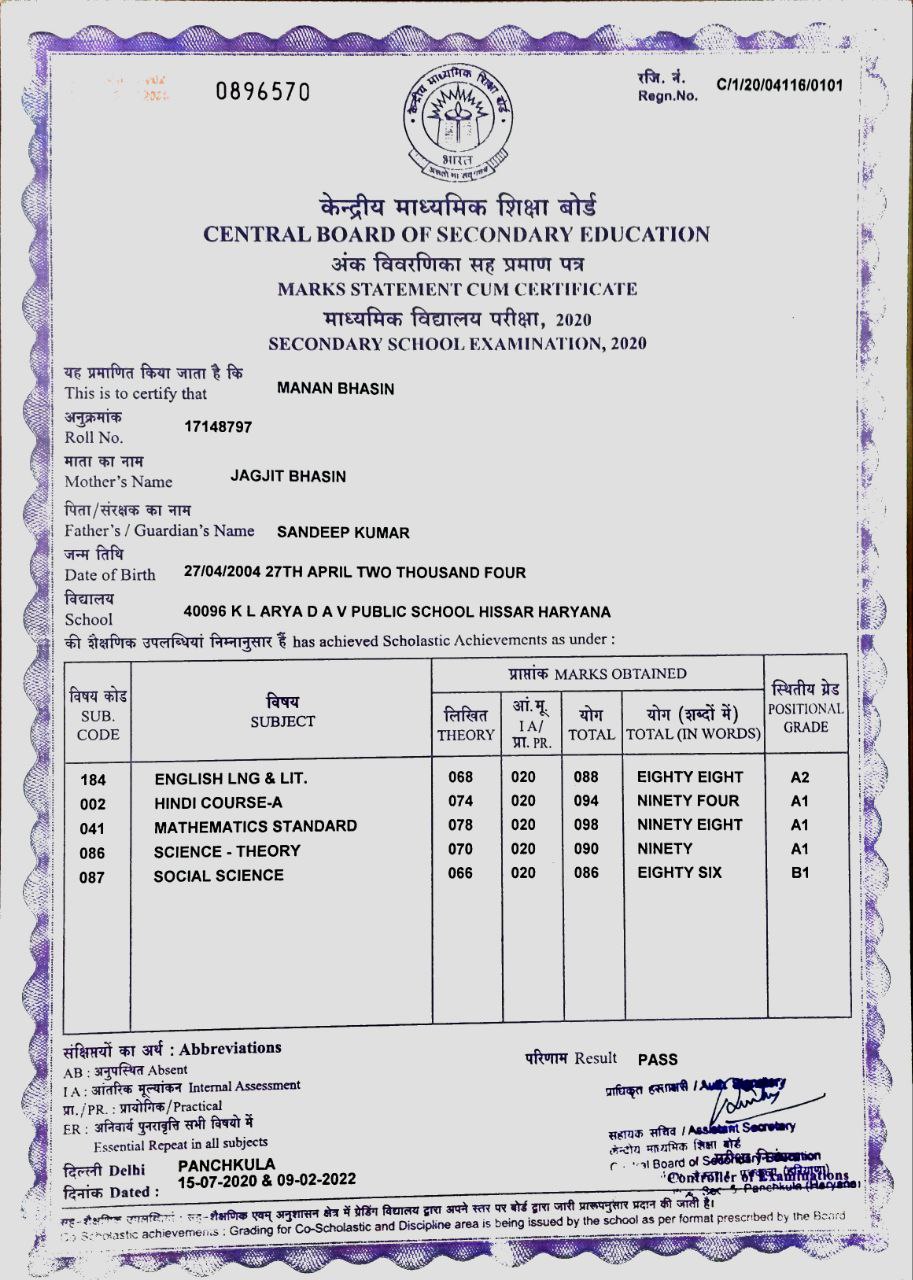 0896570
रजि. नं.
Regn.No. C/1/20/04116/0101
केन्द्रीय माध्यमिक शिक्षा बोर्ड
भारत
असतो मा सद्गमय
केन्द्रीय माध्यमिक शिक्षा बोर्ड
CENTRAL BOARD OF SECONDARY EDUCATION
अंक विवरणिका सह प्रमाण पत्र
MARKS STATEMENT CUM CERTIFICATE
माध्यमिक विद्यालय परीक्षा, 2020
SECONDARY SCHOOL EXAMINATION, 2020
यह प्रमाणित किया जाता है कि
This is to certify that MANAN BHASIN
अनुक्रमांक
Roll No. 17148797
माता का नाम
Mother's Name JAGJIT BHASIN
पिता/संरक्षक का नाम
Father's / Guardian's Name SANDEEP KUMAR
जन्म तिथि
Date of Birth 27/04/2004 27TH APRIL TWO THOUSAND FOUR
विद्यालय
School 40096 K L ARYA D A V PUBLIC SCHOOL HISSAR HARYANA
की शैक्षणिक उपलब्धियां निम्नानुसार हैं has achieved Scholastic Achievements as under :
विषय कोड
SUB.
CODE
विषय
SUBJECT
प्राप्तांक MARKS OBTAINED
लिखित
THEORY
आं.मू.
I A/
प्रा. PR.
योग
TOTAL
योग (शब्दों में)
TOTAL (IN WORDS)
स्थितीय ग्रेड
POSITIONAL
GRADE
184 ENGLISH LNG & LIT. 068 020 088 EIGHTY EIGHT A2
002 HINDI COURSE-A 074 020 094 NINETY FOUR A1
041 MATHEMATICS STANDARD 078 020 098 NINETY EIGHT A1
086 SCIENCE - THEORY 070 020 090 NINETY A1
087 SOCIAL SCIENCE 066 020 086 EIGHTY SIX B1
संक्षिप्तियों का अर्थ : Abbreviations
AB : अनुपस्थित Absent
I A : आंतरिक मूल्यांकन Internal Assessment
प्रा./PR. : प्रायोगिक/Practical
ER : अनिवार्य पुनरावृत्ति सभी विषयो में
Essential Repeat in all subjects
दिल्ली Delhi PANCHKULA
दिनांक Dated : 15-07-2020 & 09-02-2022
परिणाम Result PASS
सहायक सचिव / Assistant Secretary
केन्द्रीय माध्यमिक शिक्षा बोर्ड
Board of Secondary Education
Controller of Examinations
Panchkula (Haryana)
सह-शैक्षणिक उपलब्धियां : सह-शैक्षणिक एवम् अनुशासन क्षेत्र में ग्रेडिंग विद्यालय द्वारा अपने स्तर पर बोर्ड द्वारा जारी प्रारूपनुसार प्रदान की जाती है।
Co Scholastic achievements : Grading for Co-Scholastic and Discipline area is being issued by the school as per format prescribed by the Board